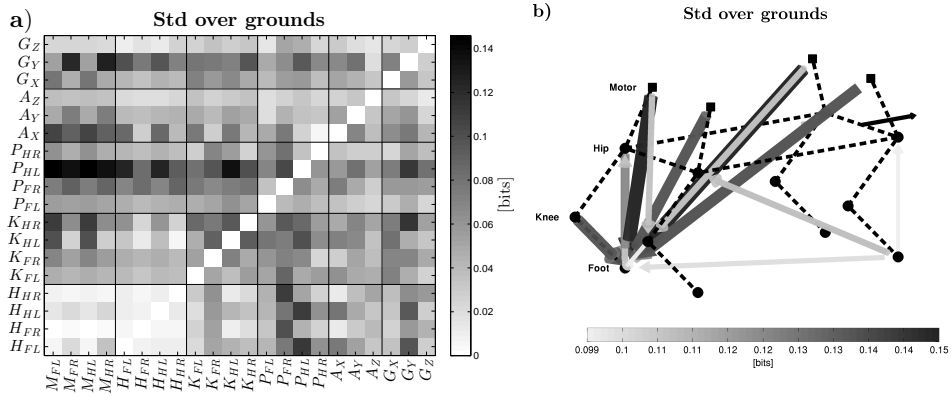 a)
Std over grounds
G_Z
G_Y
G_X
A_Z
A_Y
A_X
P_HR
P_HL
P_FR
P_FL
K_HR
K_HL
K_FR
K_FL
H_HR
H_HL
H_FR
H_FL
M_FL M_FR M_HL M_HR H_FL H_FR H_HL H_HR K_FL K_FR K_HL K_HR P_FL P_FR P_HL P_HR A_X A_Y A_Z G_X G_Y G_Z
0.14
0.12
0.1
0.08
0.06
0.04
0.02
0
[bits]
b)
Std over grounds
Motor
Hip
Knee
Foot
0.099 0.1 0.11 0.11 0.12 0.12 0.13 0.14 0.14 0.14 0.15
[bits]